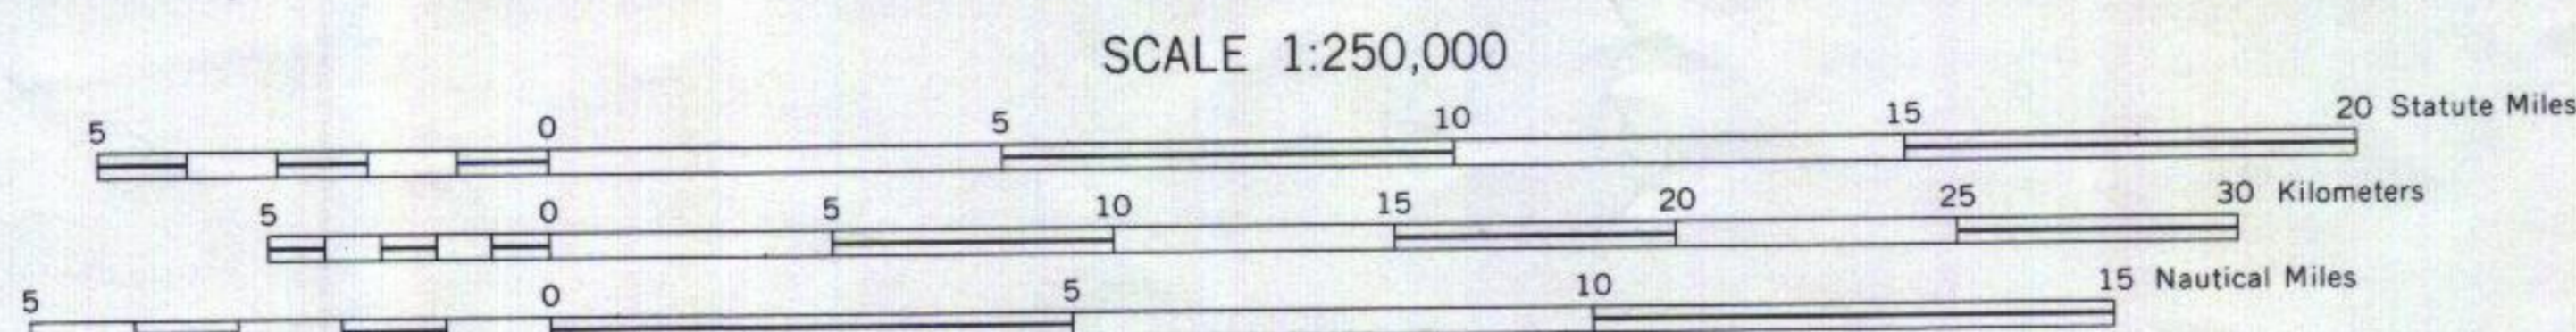 SCALE 1:250,000
5 0 5 10 15 20 Statute Miles
5 0 5 10 15 20 25 30 Kilometers
5 0 5 10 15 Nautical Miles